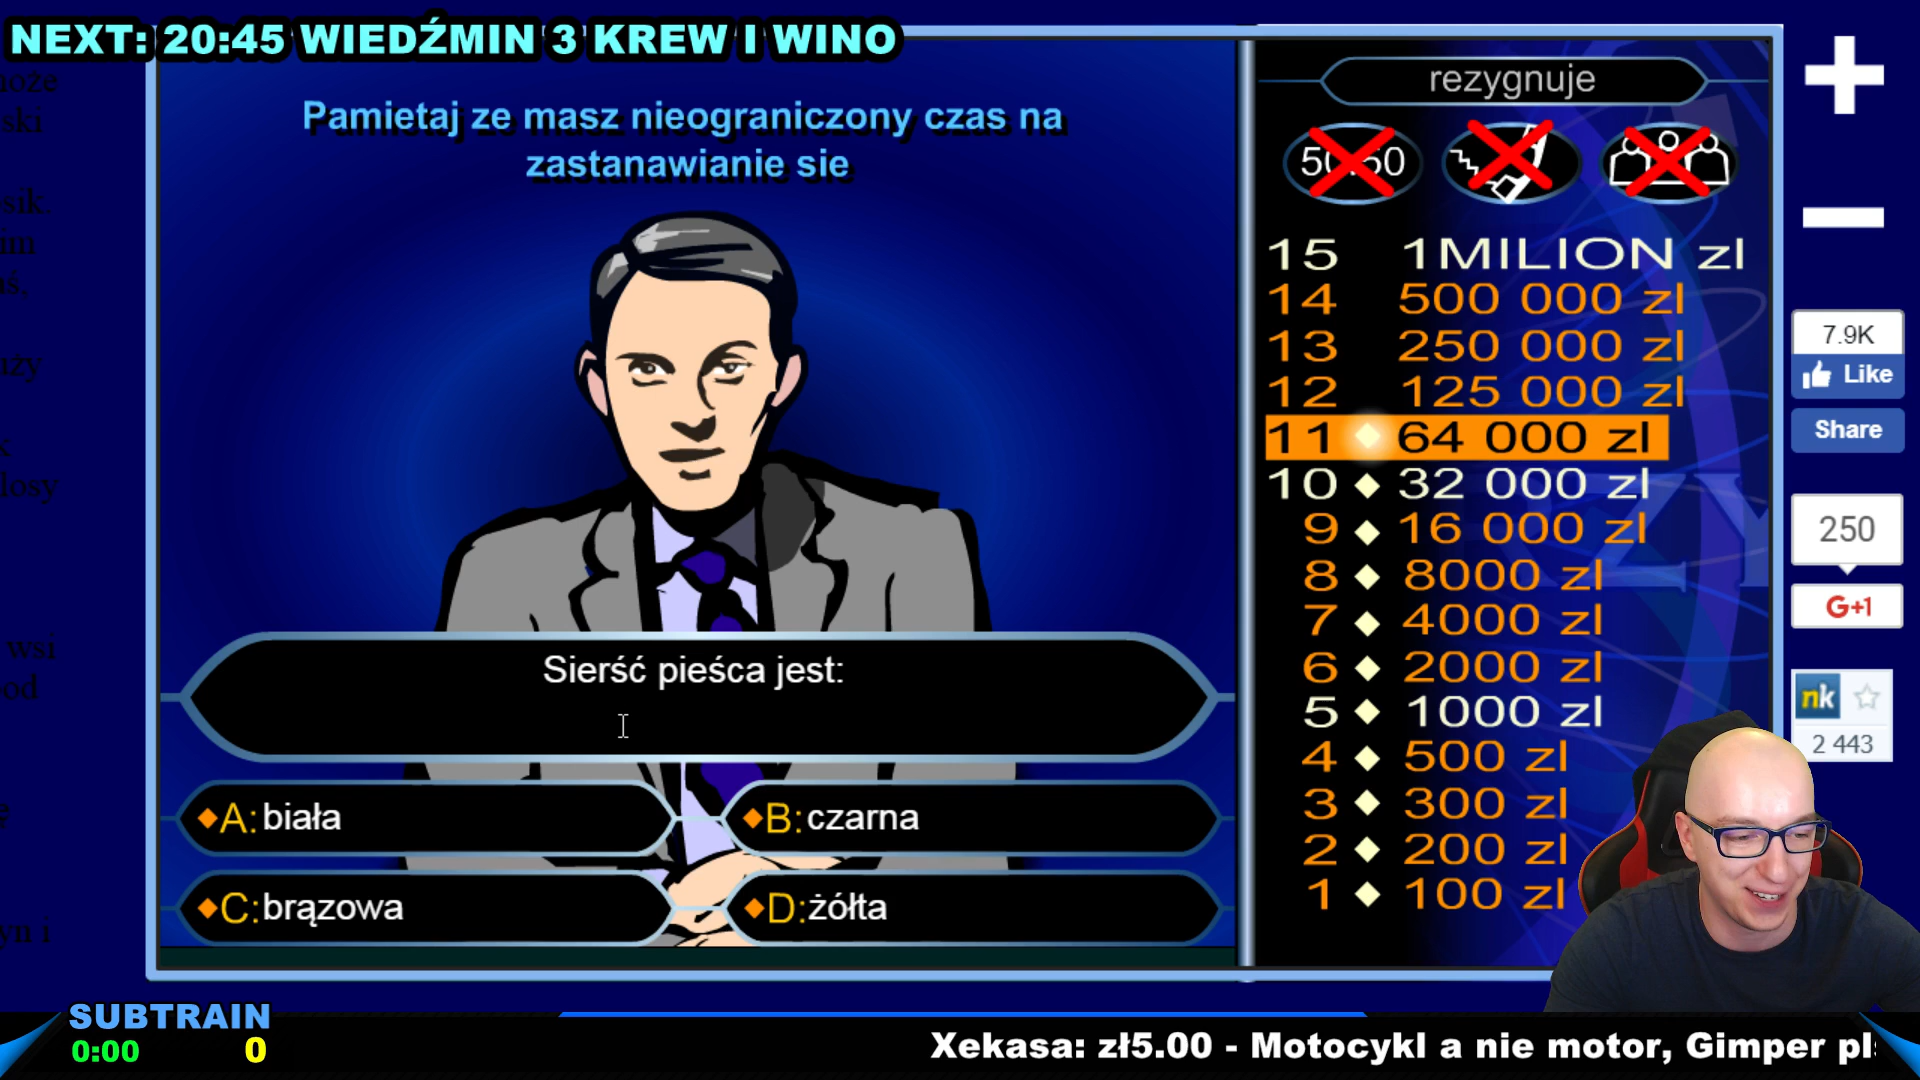 NEXT: 20:45 WIEDŹMIN 3 KREW I WINO
Pamietaj ze masz nieograniczony czas na
zastanawianie sie
rezygnuje
15 1MILION zl
14 500 000 zl
13 250 000 zl
12 125 000 zl
11 64 000 zl
10 32 000 zl
9 16 000 zl
8 8000 zl
7 4000 zl
6 2000 zl
5 1000 zl
4 500 zl
3 300 zl
2 200 zl
1 100 zl
Sierść pieśca jest:
A: biała
B: czarna
C: brązowa
D: żółta
7.9K
Like
Share
250
G+1
nk
2 443
ski
wsi
SUBTRAIN
0:00 0
Xekasa: zł5.00 - Motocykl a nie motor, Gimper